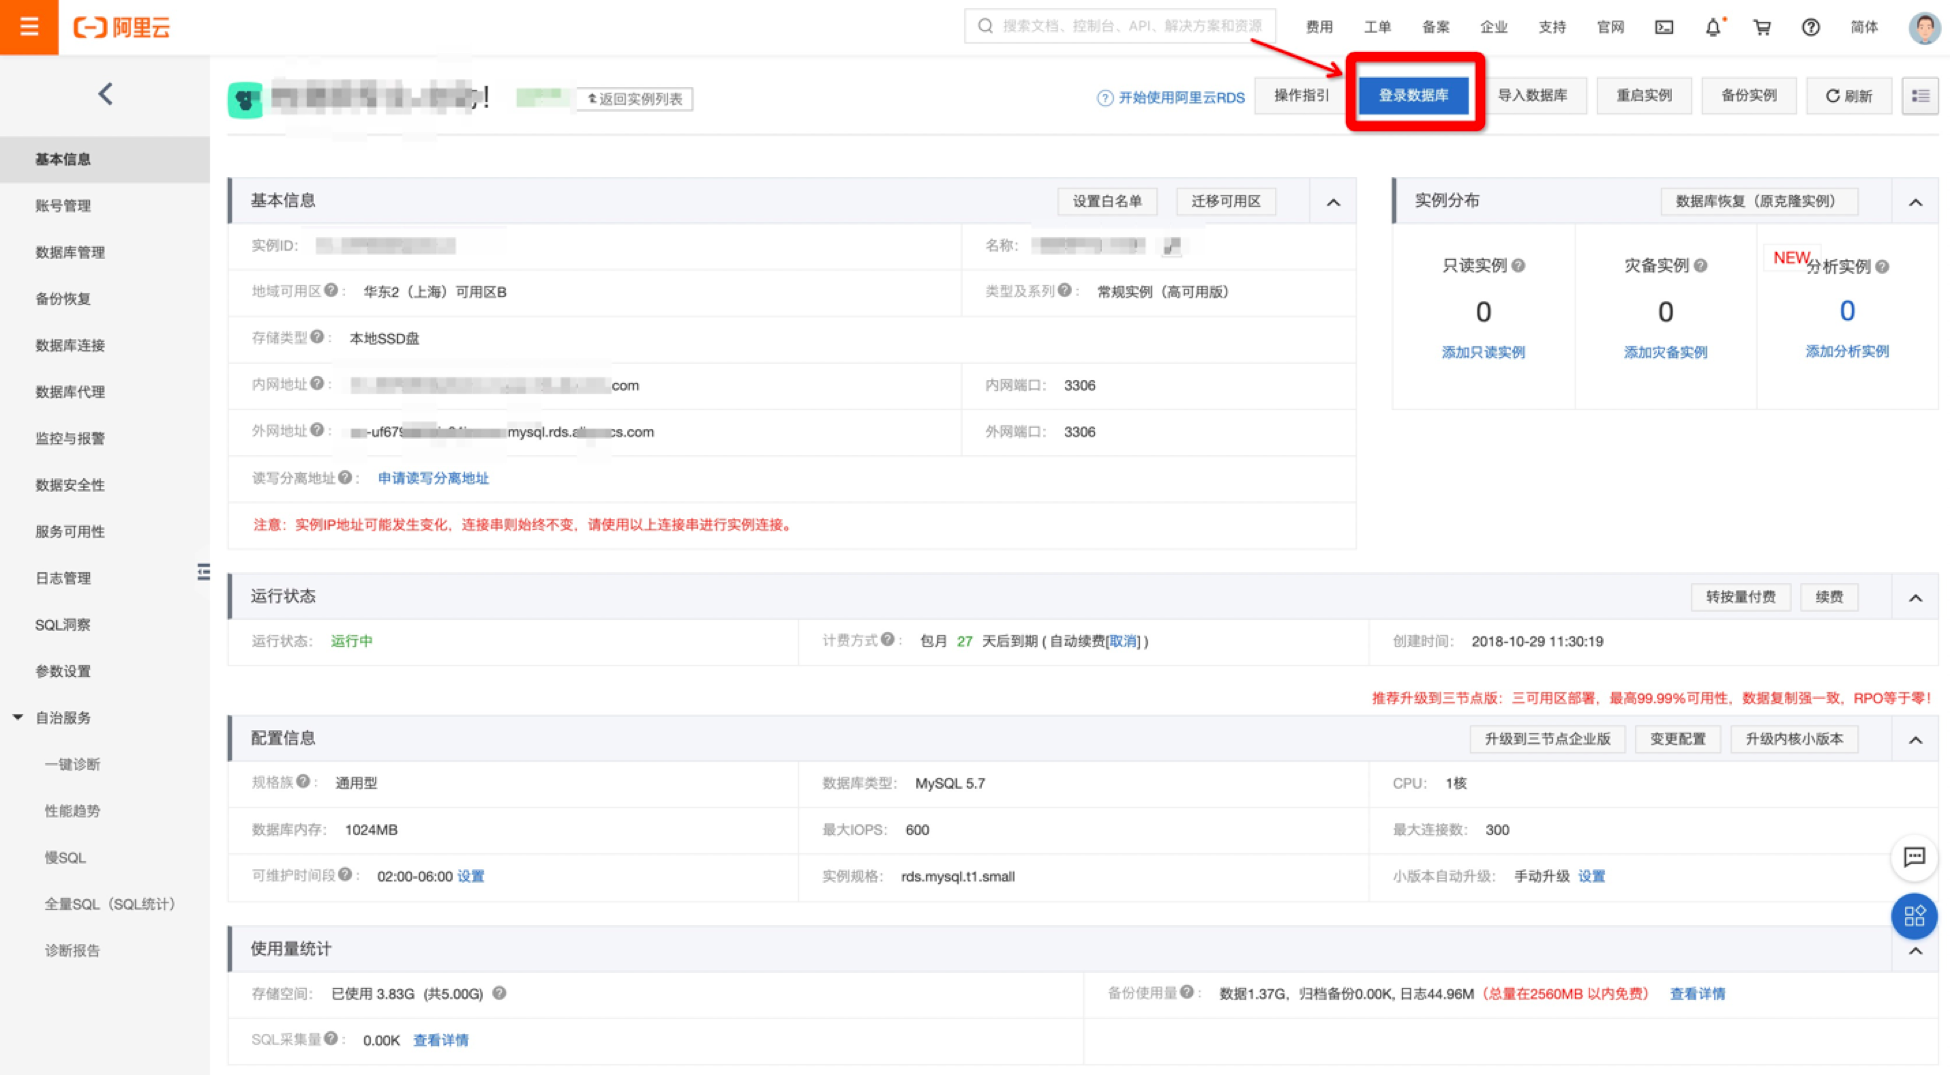 阿里云
搜索文档、控制台、API、解决方案和资源
费用 工单 备案 企业 支持 官网 简体
! 返回实例列表
开始使用阿里云RDS 操作指引 登录数据库 导入数据库 重启实例 备份实例 刷新
基本信息
账号管理
数据库管理
备份恢复
数据库连接
数据库代理
监控与报警
数据安全性
服务可用性
日志管理
SQL洞察
参数设置
自治服务
一键诊断
性能趋势
慢SQL
全量SQL（SQL统计）
诊断报告
基本信息 设置白名单 迁移可用区
实例ID:
名称:
地域可用区: 华东2（上海）可用区B
类型及系列: 常规实例（高可用版）
存储类型: 本地SSD盘
内网地址: com
内网端口: 3306
外网地址: -uf679 mysql.rds.al cs.com
外网端口: 3306
读写分离地址: 申请读写分离地址
注意：实例IP地址可能发生变化，连接串则始终不变，请使用以上连接串进行实例连接。
实例分布 数据库恢复（原克隆实例）
只读实例
0
添加只读实例
灾备实例
0
添加灾备实例
NEW
分析实例
0
添加分析实例
运行状态 转按量付费 续费
运行状态: 运行中
计费方式: 包月 27 天后到期 ( 自动续费[取消] )
创建时间: 2018-10-29 11:30:19
推荐升级到三节点版：三可用区部署，最高99.99%可用性，数据复制强一致，RPO等于零！
配置信息 升级到三节点企业版 变更配置 升级内核小版本
规格族: 通用型
数据库类型: MySQL 5.7
CPU: 1核
数据库内存: 1024MB
最大IOPS: 600
最大连接数: 300
可维护时间段: 02:00-06:00 设置
实例规格: rds.mysql.t1.small
小版本自动升级: 手动升级 设置
使用量统计
存储空间: 已使用 3.83G (共5.00G)
备份使用量: 数据1.37G，归档备份0.00K, 日志44.96M（总量在2560MB 以内免费） 查看详情
SQL采集量: 0.00K 查看详情